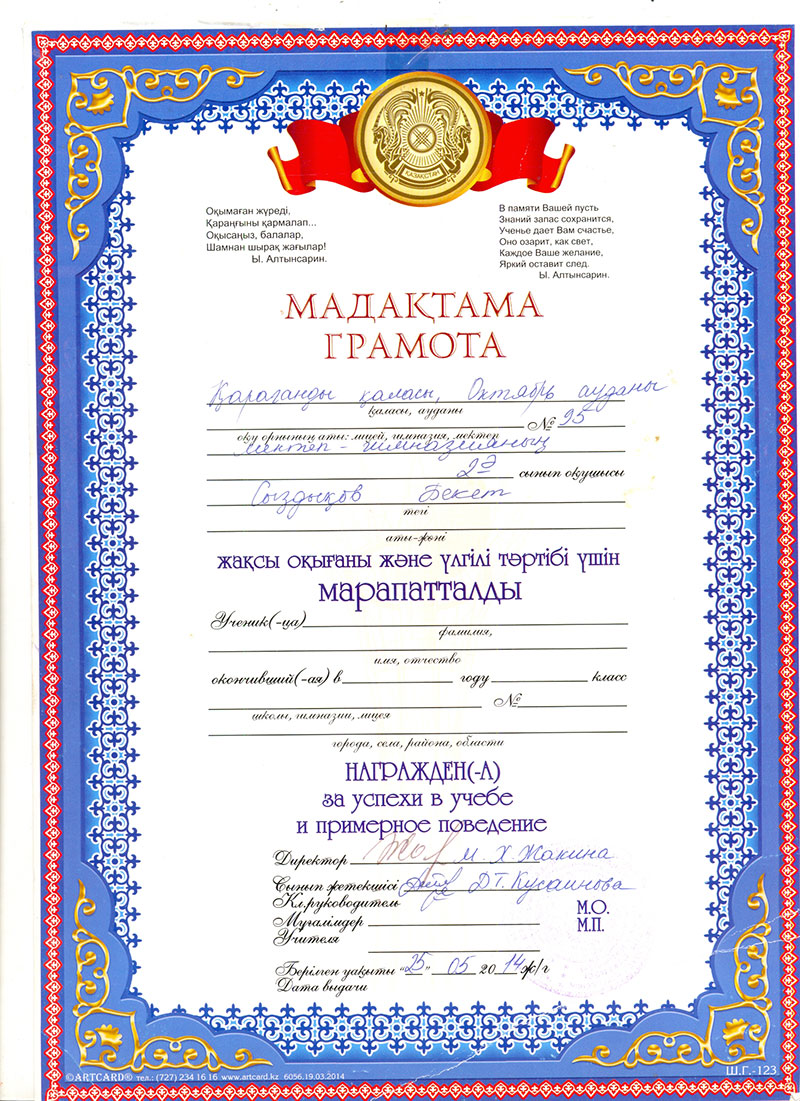 ҚАЗАҚСТАН
Оқымаған жүреді,
Қараңғыны қармалап...
Оқысаңыз, балалар,
Шамнан шырақ жағылар!
Ы. Алтынсарин.
В памяти Вашей пусть
Знаний запас сохранится,
Ученье дает Вам счастье,
Оно озарит, как свет,
Каждое Ваше желание,
Яркий оставит след.
Ы. Алтынсарин.
МАДАҚТАМА
ГРАМОТА
Қарағанды қаласы, Октябрь ауданы
қаласы, ауданы
№ 95
оқу орнының аты: лицей, гимназия, мектеп
мектеп - гимназияның
2Ә сынып оқушысы
Сыздықов Бекет
тегі
аты-жөні
жақсы оқығаны және үлгілі тәртібі үшін
марапатталды
Ученик(-ца)
фамилия,
имя, отчество
окончивший(-ая) в году класс
№
школы, гимназии, лицея
города, села, района, области
НАГРАЖДЕН(-А)
за успехи в учебе
и примерное поведение
Директор М. Х. Жакина
Сынып жетекшісі Д Т. Кусаинова
Кл.руководитель
М.О.
Мұғалімдер
М.П.
Учителя
Берілген уақыты "25" 05 2014 ж/г
Дата выдачи
©ARTCARD® тел.: (727) 234 16 16 www.artcard.kz 6056.19.03.2014
Ш.Г.-123